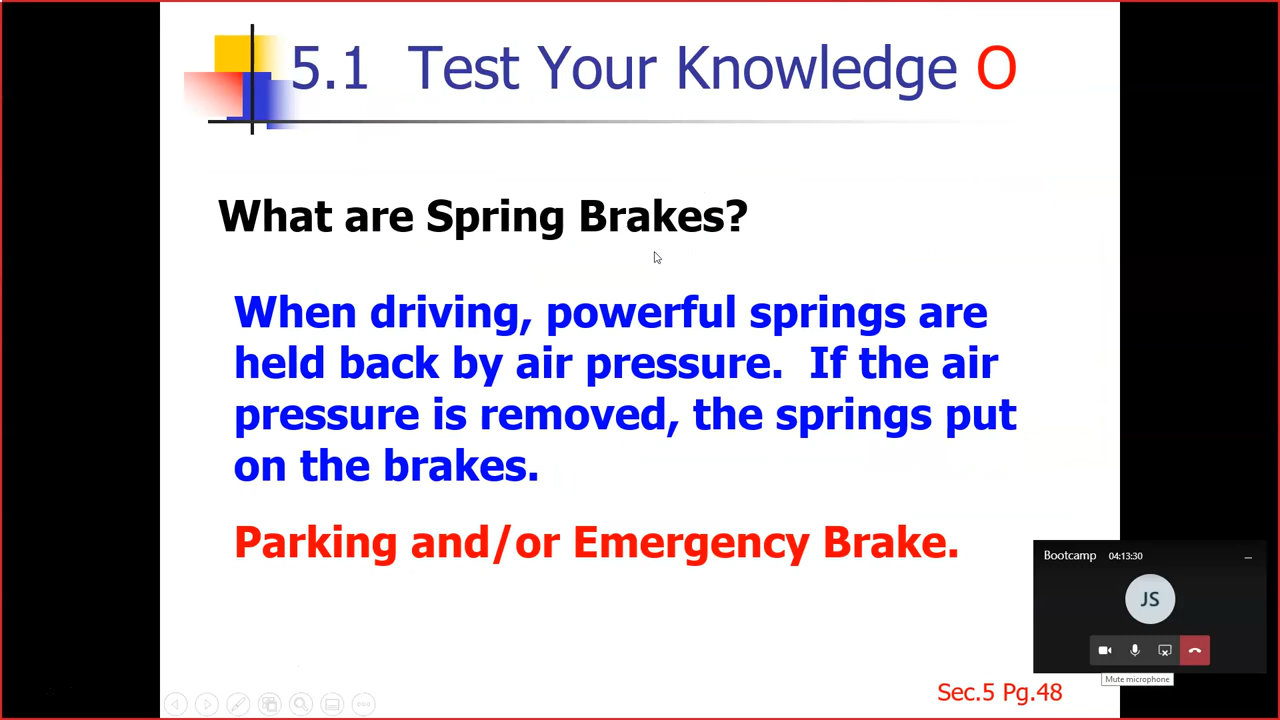 5.1 Test Your Knowledge O
What are Spring Brakes?
When driving, powerful springs are
held back by air pressure. If the air
pressure is removed, the springs put
on the brakes.
Parking and/or Emergency Brake.
Bootcamp 04:13:30
JS
Mute microphone
Sec.5 Pg.48